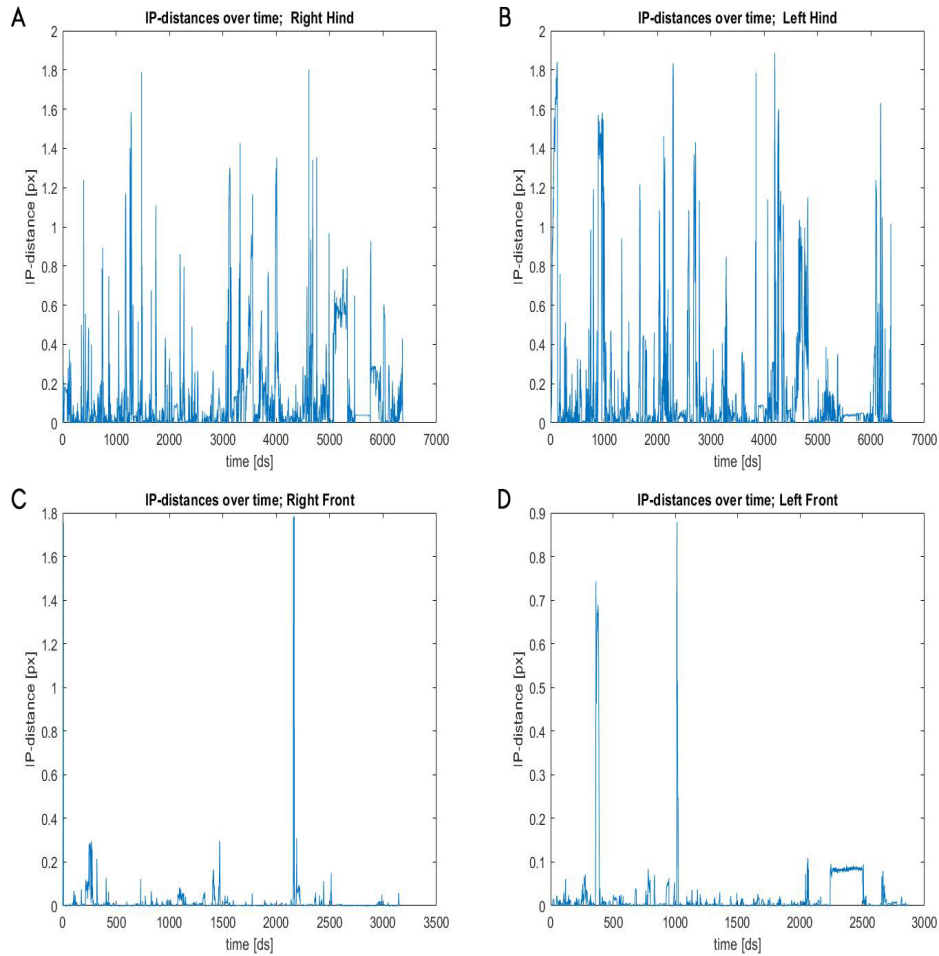 A
IP-distances over time;  Right Hind
IP-distance [px]
2
1.8
1.6
1.4
1.2
1
0.8
0.6
0.4
0.2
0
0 1000 2000 3000 4000 5000 6000 7000
time [ds]
B
IP-distances over time;  Left Hind
IP-distance [px]
2
1.8
1.6
1.4
1.2
1
0.8
0.6
0.4
0.2
0
0 1000 2000 3000 4000 5000 6000 7000
time [ds]
C
IP-distances over time; Right Front
IP-distance [px]
1.8
1.6
1.4
1.2
1
0.8
0.6
0.4
0.2
0
0 500 1000 1500 2000 2500 3000 3500
time [ds]
D
IP-distances over time; Left Front
IP-distance [px]
0.9
0.8
0.7
0.6
0.5
0.4
0.3
0.2
0.1
0
0 500 1000 1500 2000 2500 3000
time [ds]